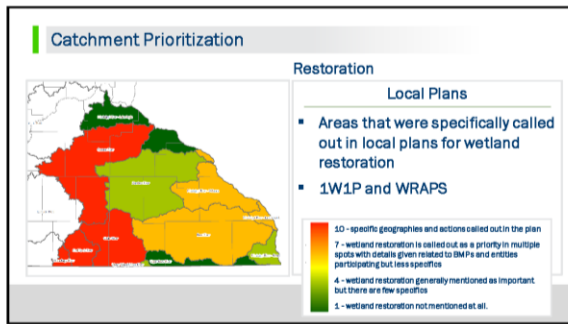 Catchment Prioritization
Restoration
Local Plans
Areas that were specifically called
out in local plans for wetland
restoration
1W1P and WRAPS
10 - specific geographies and actions called out in the plan
7 - wetland restoration is called out as a priority in multiple
spots with details given related to BMPs and entities
participating but less specifics
4 - wetland restoration generally mentioned as important
but there are few specifics
1 - wetland restoration not mentioned at all.